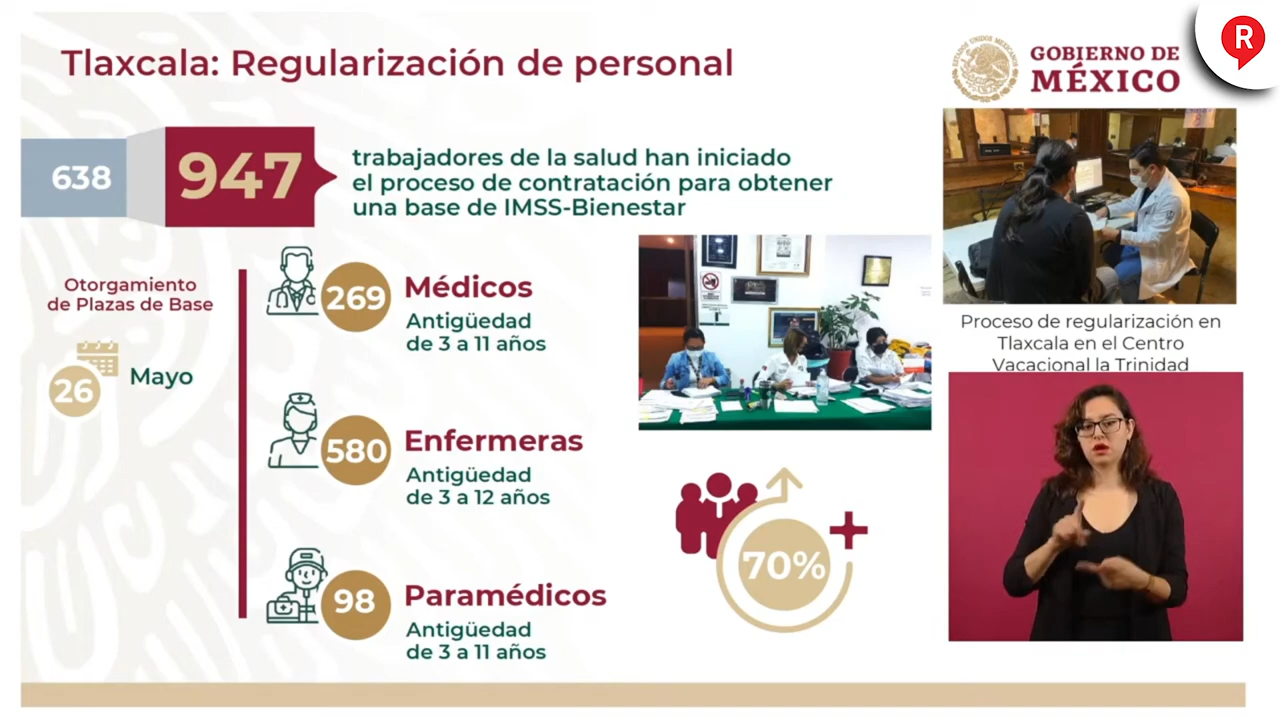 Tlaxcala: Regularización de personal
ESTADOS UNIDOS MEXICANOS
GOBIERNO DE
MÉXICO
R
638
947
trabajadores de la salud han iniciado
el proceso de contratación para obtener
una base de IMSS-Bienestar
Otorgamiento
de Plazas de Base
26
Mayo
269
Médicos
Antigüedad
de 3 a 11 años
580
Enfermeras
Antigüedad
de 3 a 12 años
98
Paramédicos
Antigüedad
de 3 a 11 años
70%
+
Proceso de regularización en
Tlaxcala en el Centro
Vacacional la Trinidad